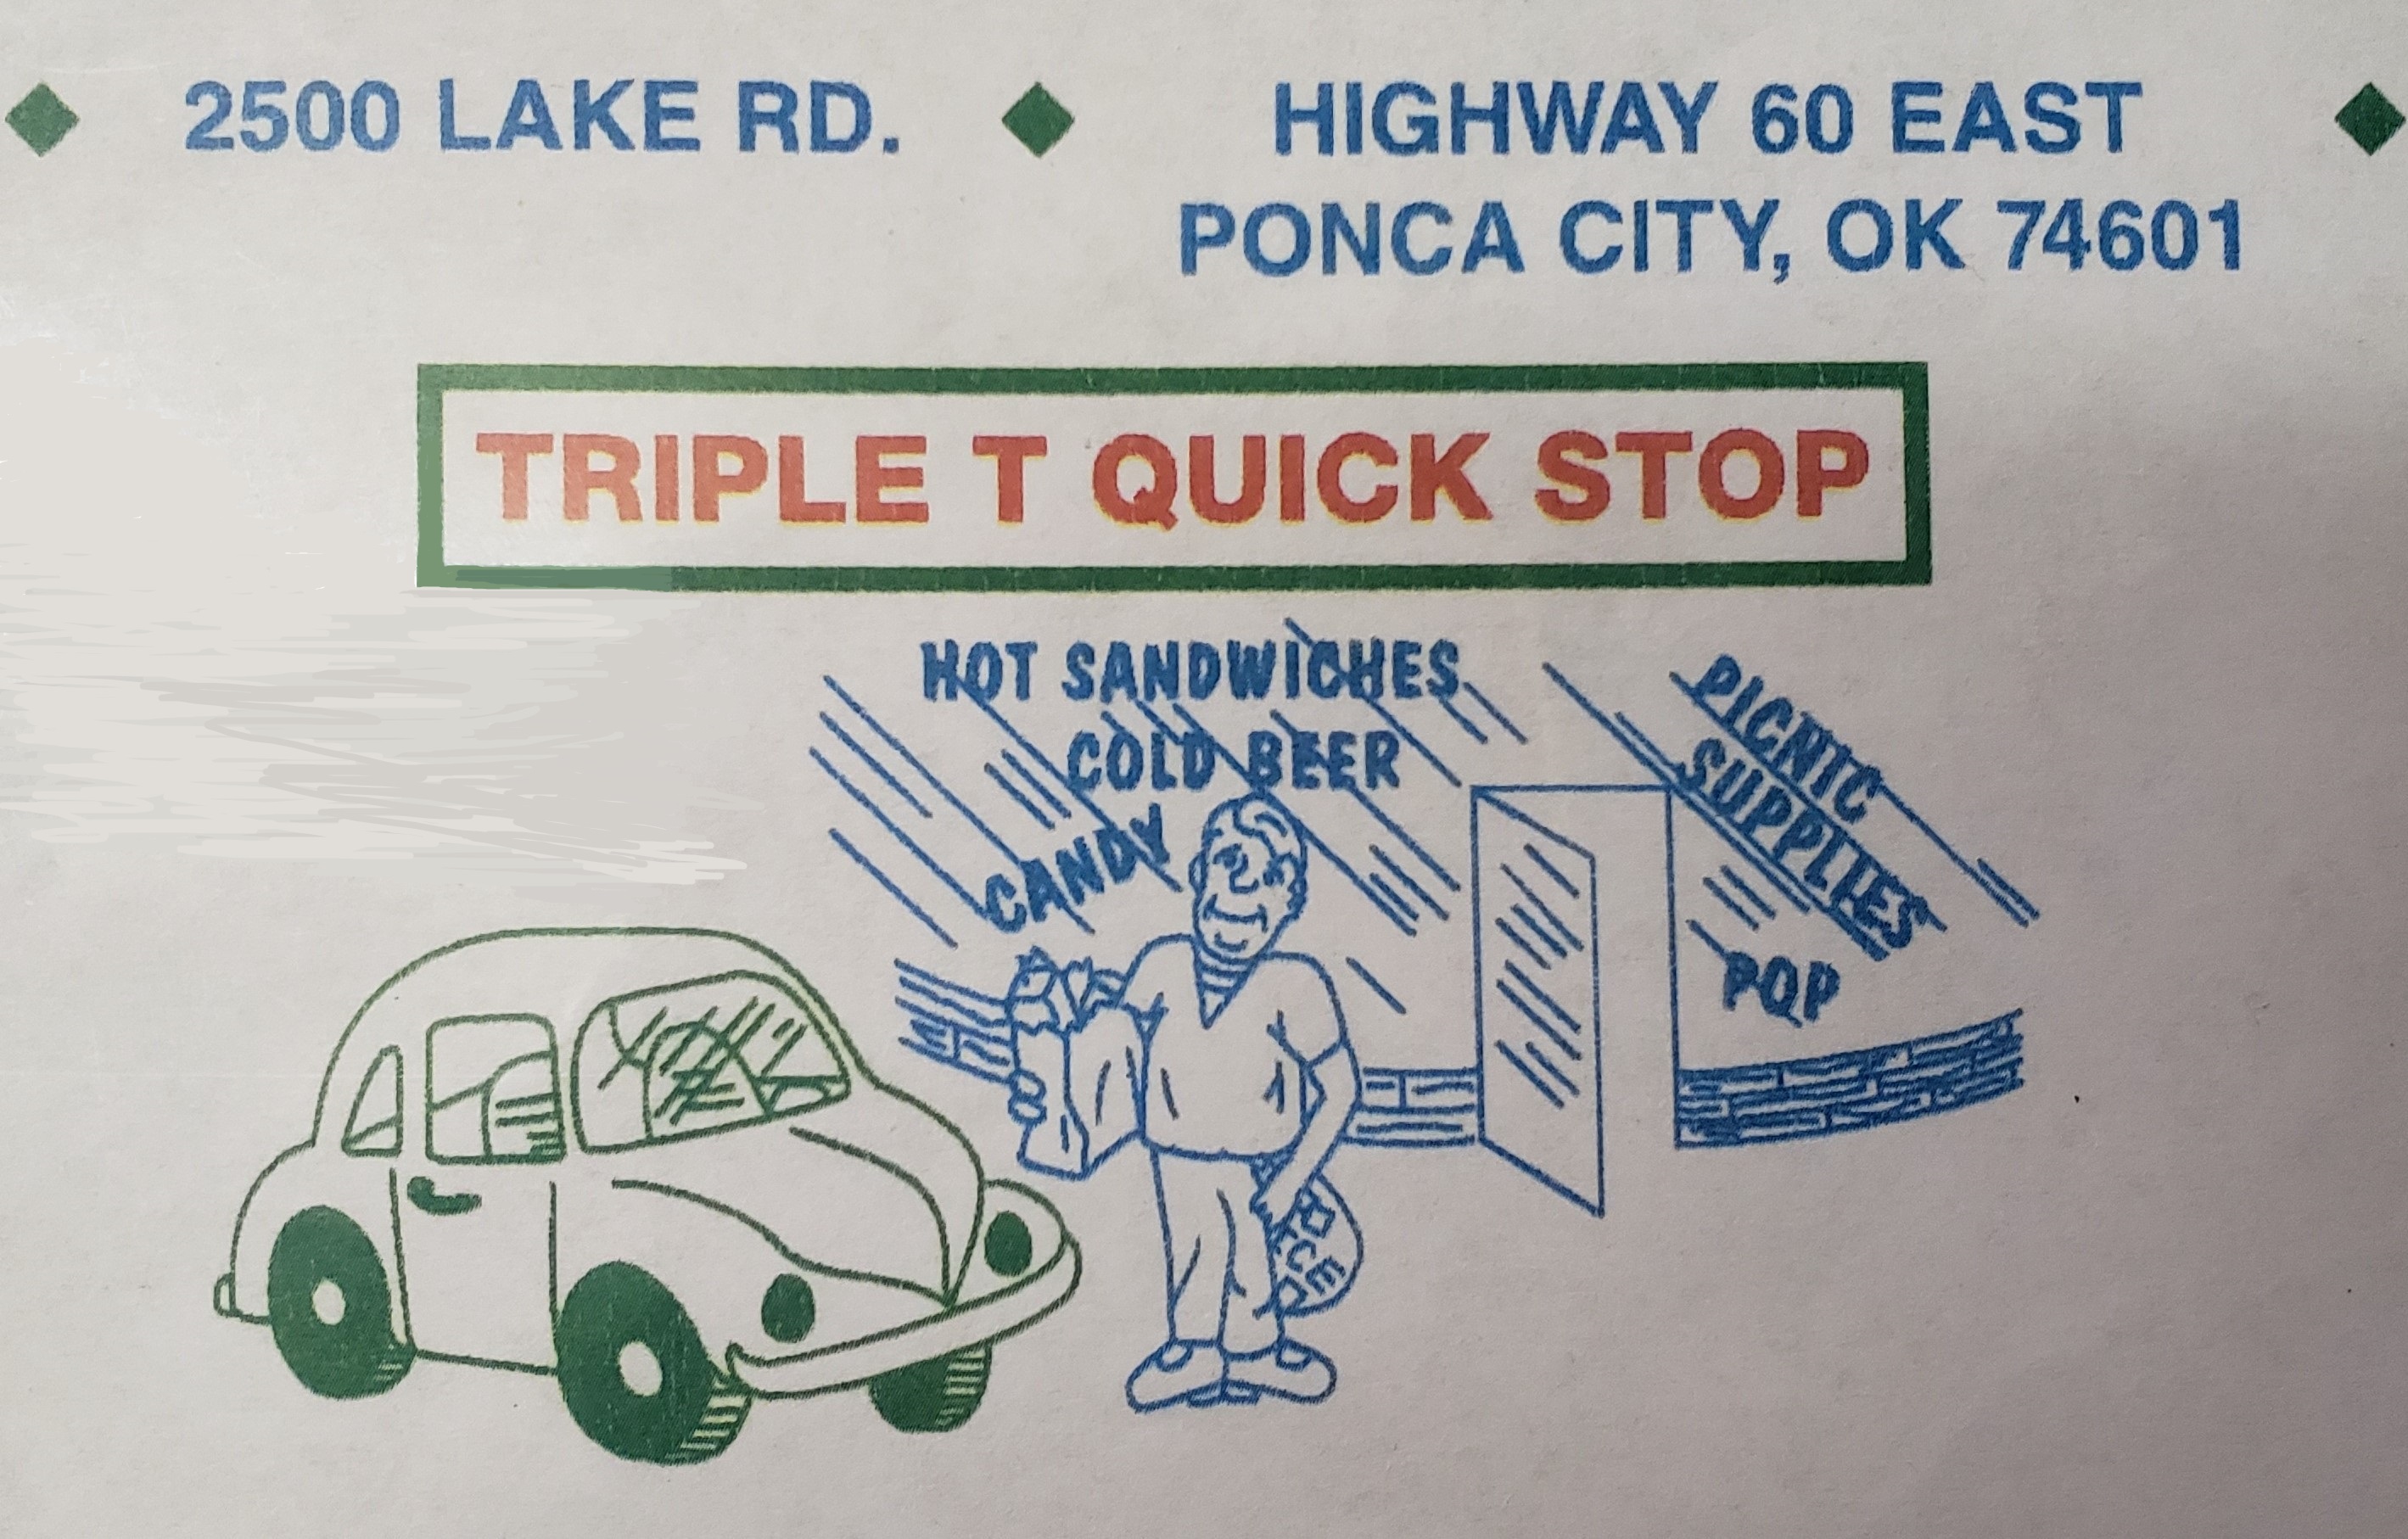 2500 LAKE RD.
HIGHWAY 60 EAST
PONCA CITY, OK 74601
TRIPLE T QUICK STOP
HOT SANDWICHES
COLD BEER
CANDY
PICNIC
SUPPLIES
POP
ICE